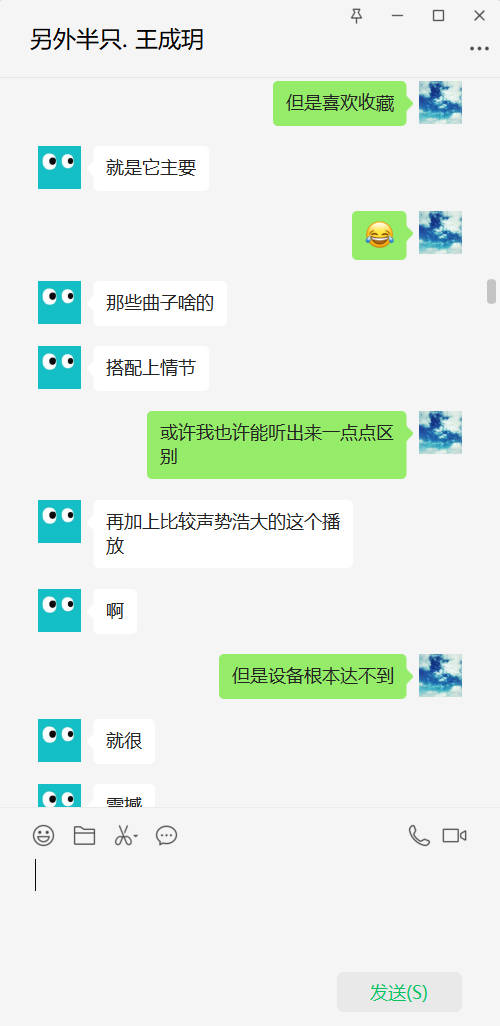 另外半只. 王成玥
但是喜欢收藏
就是它主要
😂
那些曲子啥的
搭配上情节
或许我也许能听出来一点点区
别
再加上比较声势浩大的这个播
放
啊
但是设备根本达不到
就很
震撼
发送(S)